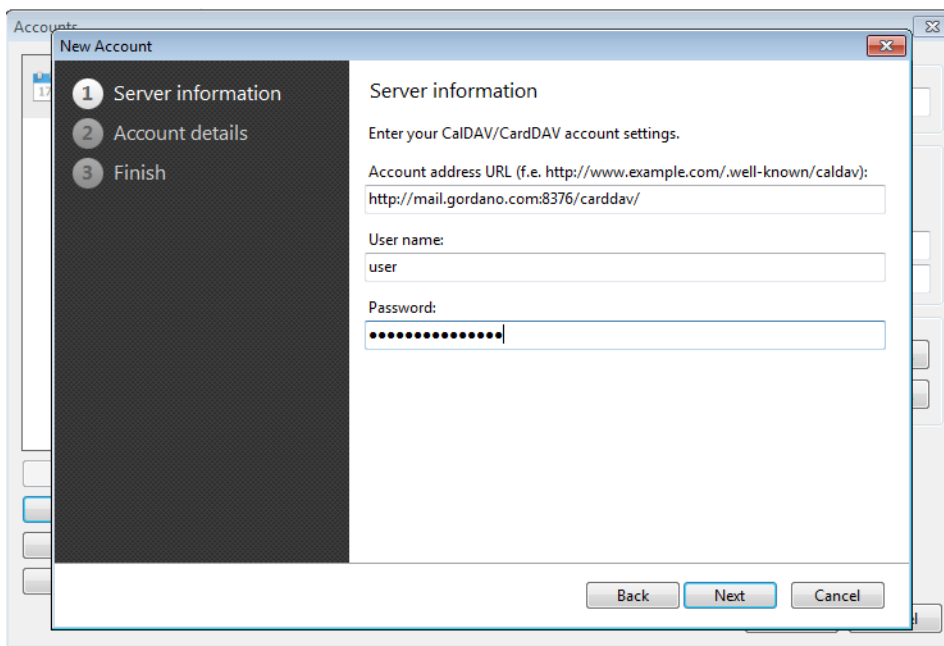 Accounts
New Account
17
1 Server information
2 Account details
3 Finish
Server information
Enter your CalDAV/CardDAV account settings.
Account address URL (f.e. http://www.example.com/.well-known/caldav):
http://mail.gordano.com:8376/carddav/
User name:
user
Password:
●●●●●●●●●●●●●●●
Back
Next
Cancel